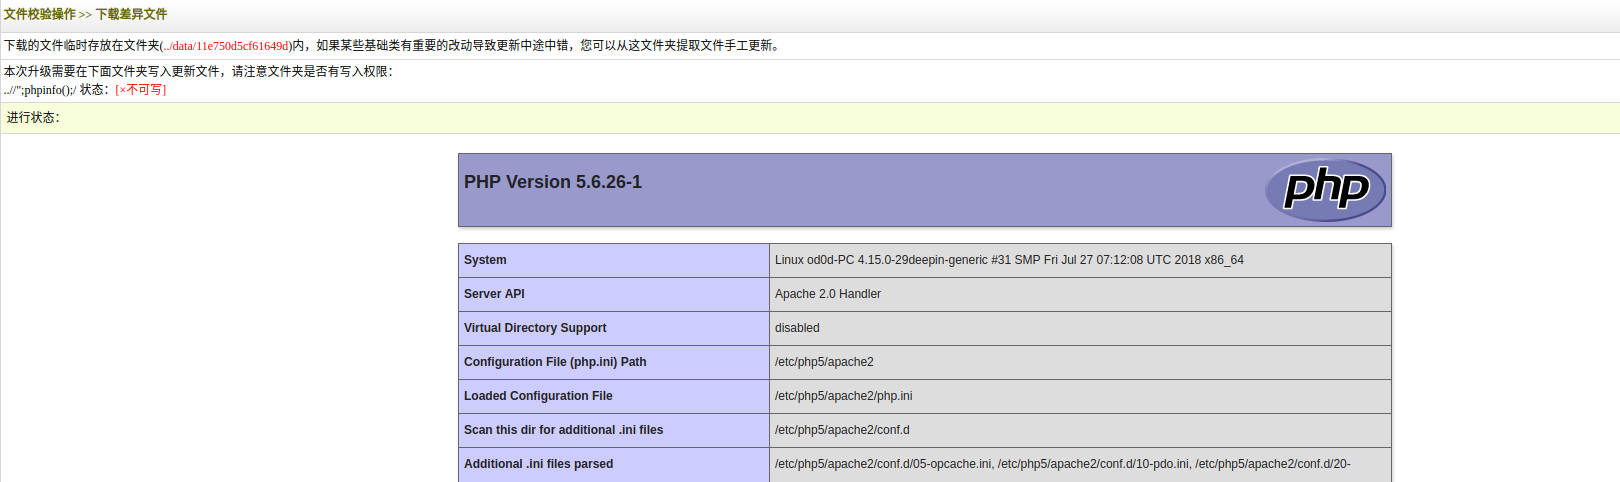 文件校验操作 >> 下载差异文件
下载的文件临时存放在文件夹(../data/11e750d5cf61649d)内，如果某些基础类有重要的改动导致更新中途中错，您可以从这文件夹提取文件手工更新。
本次升级需要在下面文件夹写入更新文件，请注意文件夹是否有写入权限：
..//";phpinfo();/ 状态：[×不可写]
进行状态：
PHP Version 5.6.26-1
php
System Linux od0d-PC 4.15.0-29deepin-generic #31 SMP Fri Jul 27 07:12:08 UTC 2018 x86_64
Server API Apache 2.0 Handler
Virtual Directory Support disabled
Configuration File (php.ini) Path /etc/php5/apache2
Loaded Configuration File /etc/php5/apache2/php.ini
Scan this dir for additional .ini files /etc/php5/apache2/conf.d
Additional .ini files parsed /etc/php5/apache2/conf.d/05-opcache.ini, /etc/php5/apache2/conf.d/10-pdo.ini, /etc/php5/apache2/conf.d/20-